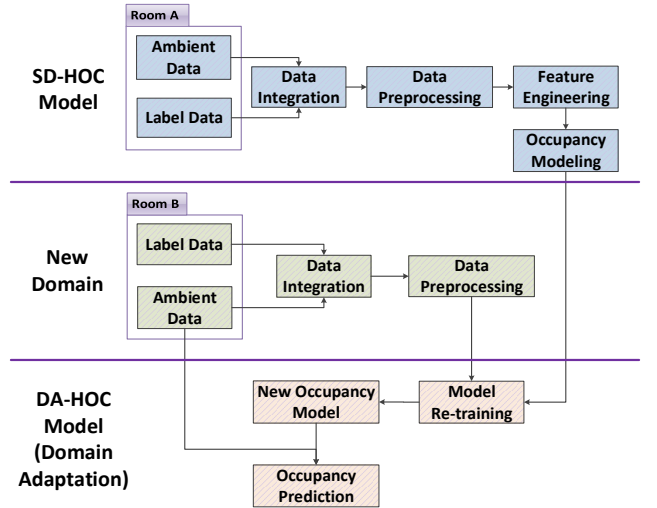 Room A
SD-HOC
Model
Ambient
Data
Label Data
Data
Integration
Data
Preprocessing
Feature
Engineering
Occupancy
Modeling
Room B
New
Domain
Label Data
Ambient
Data
Data
Integration
Data
Preprocessing
DA-HOC
Model
(Domain
Adaptation)
New Occupancy
Model
Model
Re-training
Occupancy
Prediction